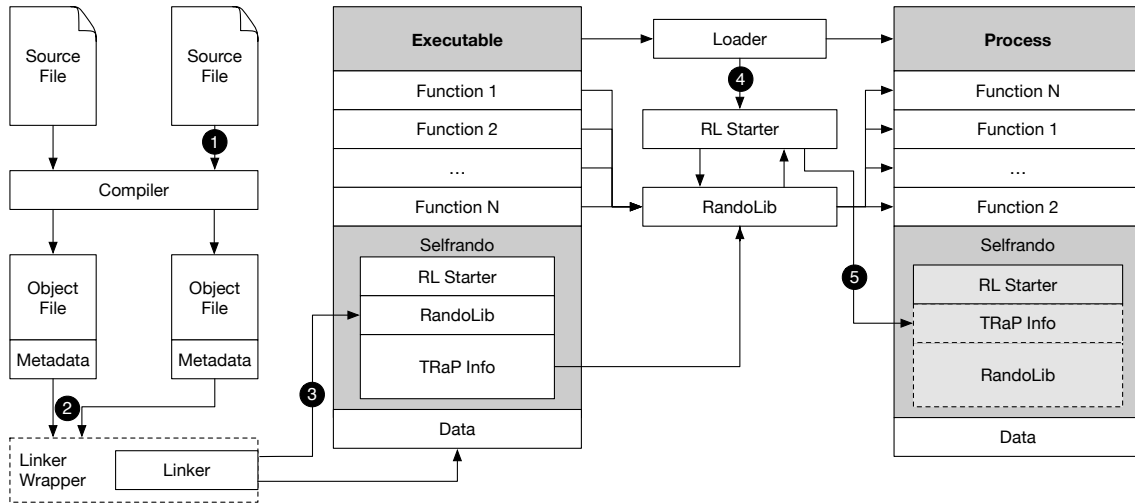 Source
File
Source
File
1
Compiler
Object
File
Object
File
Metadata
Metadata
2
Linker
Wrapper
Linker
3
Executable
Function 1
Function 2
...
Function N
Selfrando
RL Starter
RandoLib
TRaP Info
Data
Loader
4
RL Starter
RandoLib
5
Process
Function N
Function 1
...
Function 2
Selfrando
RL Starter
TRaP Info
RandoLib
Data